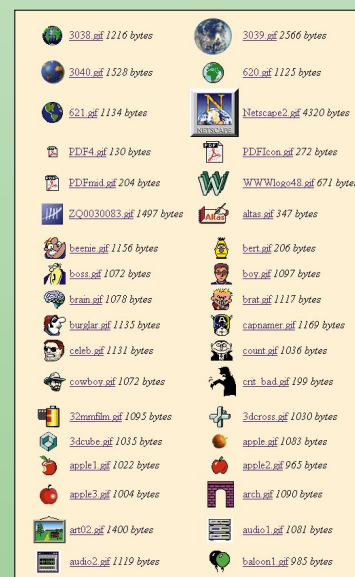 3038.gif 1216 bytes 3039.gif 2566 bytes
3040.gif 1528 bytes 620.gif 1125 bytes
621.gif 1134 bytes Netscape2.gif 4320 bytes
NETSCAPE
PDF4.gif 130 bytes PDFIcon.gif 272 bytes
PDFmid.gif 204 bytes WWWlogo48.gif 671 bytes
ZQ0030083.gif 1497 bytes altas.gif 347 bytes
beenie.gif 1156 bytes bert.gif 206 bytes
boss.gif 1072 bytes boy.gif 1097 bytes
brain.gif 1078 bytes brat.gif 1117 bytes
burglar.gif 1135 bytes capnamer.gif 1169 bytes
celeb.gif 1131 bytes count.gif 1036 bytes
cowboy.gif 1072 bytes crit_bad.gif 199 bytes
32mmfilm.gif 1095 bytes 3dcross.gif 1030 bytes
3dcube.gif 1035 bytes apple.gif 1083 bytes
apple1.gif 1022 bytes apple2.gif 965 bytes
apple3.gif 1004 bytes arch.gif 1090 bytes
art02.gif 1400 bytes audio1.gif 1081 bytes
audio2.gif 1119 bytes baloon1.gif 985 bytes